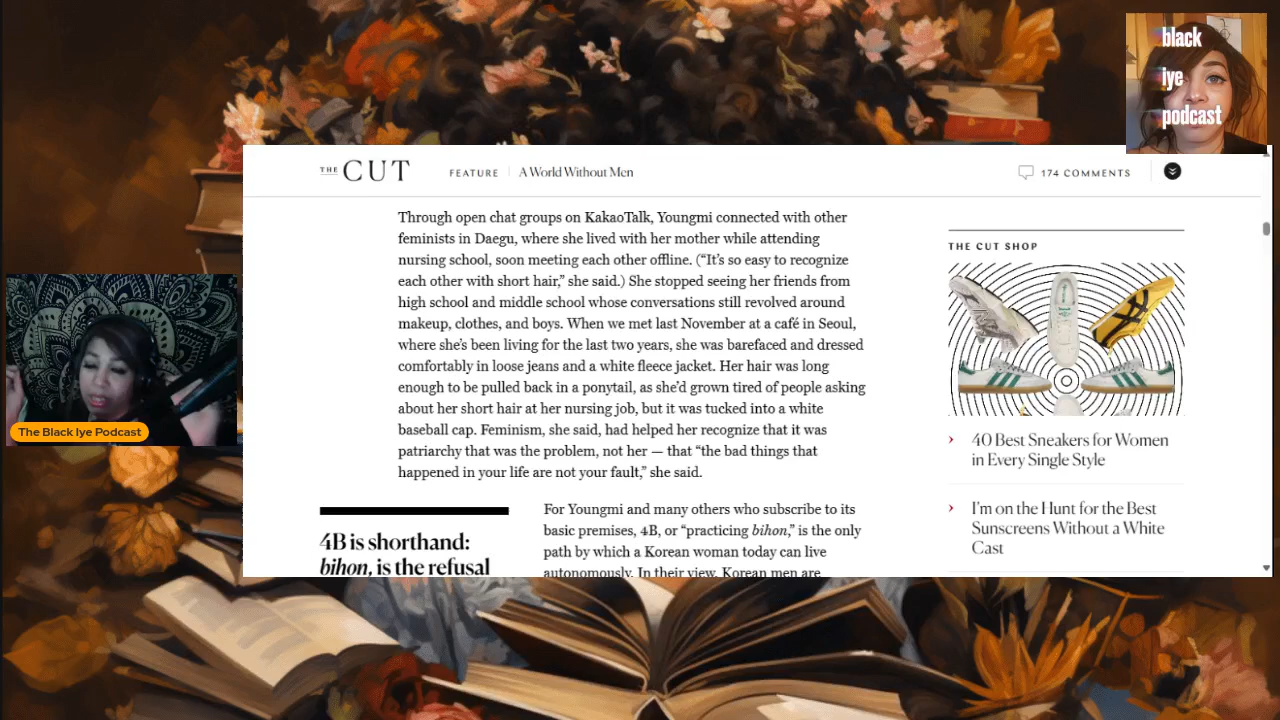 black
iye
podcast
THE CUT
FEATURE
A World Without Men
174 COMMENTS
Through open chat groups on KakaoTalk, Youngmi connected with other
feminists in Daegu, where she lived with her mother while attending
nursing school, soon meeting each other offline. (“It’s so easy to recognize
each other with short hair,” she said.) She stopped seeing her friends from
high school and middle school whose conversations still revolved around
makeup, clothes, and boys. When we met last November at a café in Seoul,
where she’s been living for the last two years, she was barefaced and dressed
comfortably in loose jeans and a white fleece jacket. Her hair was long
enough to be pulled back in a ponytail, as she’d grown tired of people asking
about her short hair at her nursing job, but it was tucked into a white
baseball cap. Feminism, she said, had helped her recognize that it was
patriarchy that was the problem, not her — that “the bad things that
happened in your life are not your fault,” she said.
4B is shorthand:
bihon, is the refusal
For Youngmi and many others who subscribe to its
basic premises, 4B, or “practicing bihon,” is the only
path by which a Korean woman today can live
autonomously. In their view, Korean men are
THE CUT SHOP
40 Best Sneakers for Women
in Every Single Style
I’m on the Hunt for the Best
Sunscreens Without a White
Cast
The Black Iye Podcast